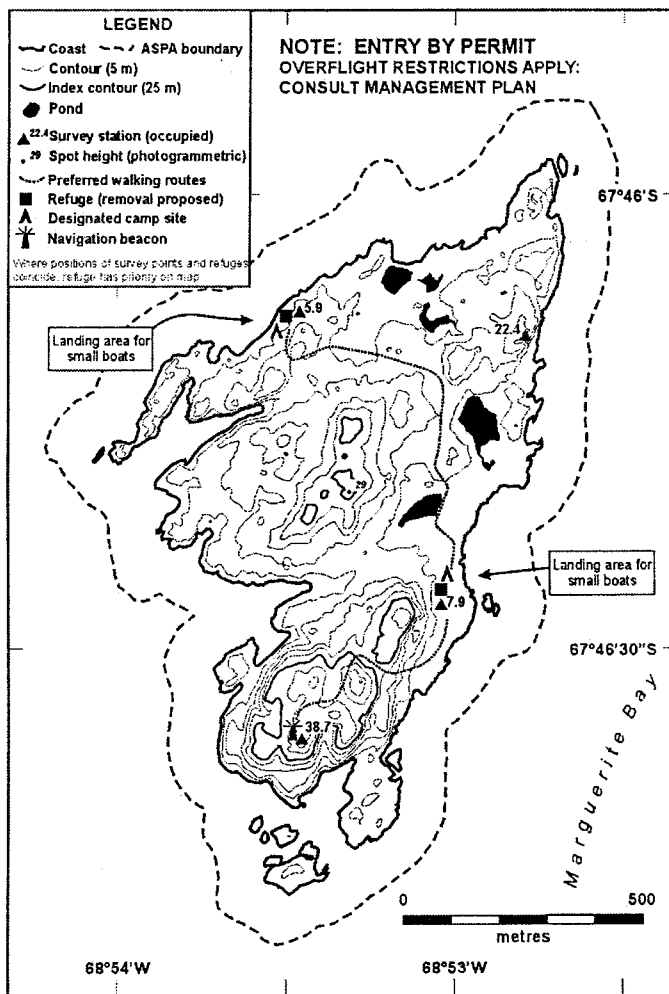 LEGEND
Coast ASPA boundary
Contour (5 m)
Index contour (25 m)
Pond
22.4 Survey station (occupied)
.29 Spot height (photogrammetric)
Preferred walking routes
Refuge (removal proposed)
Designated camp site
Navigation beacon
Where positions of survey points and refuges
coincide, refuge has priority on map
NOTE: ENTRY BY PERMIT
OVERFLIGHT RESTRICTIONS APPLY:
CONSULT MANAGEMENT PLAN
67°46'S
5.9
22.4
Landing area for
small boats
29
Landing area for
small boats
7.9
67°46'30"S
38.7
Marguerite Bay
0 500
metres
68°54'W 68°53'W